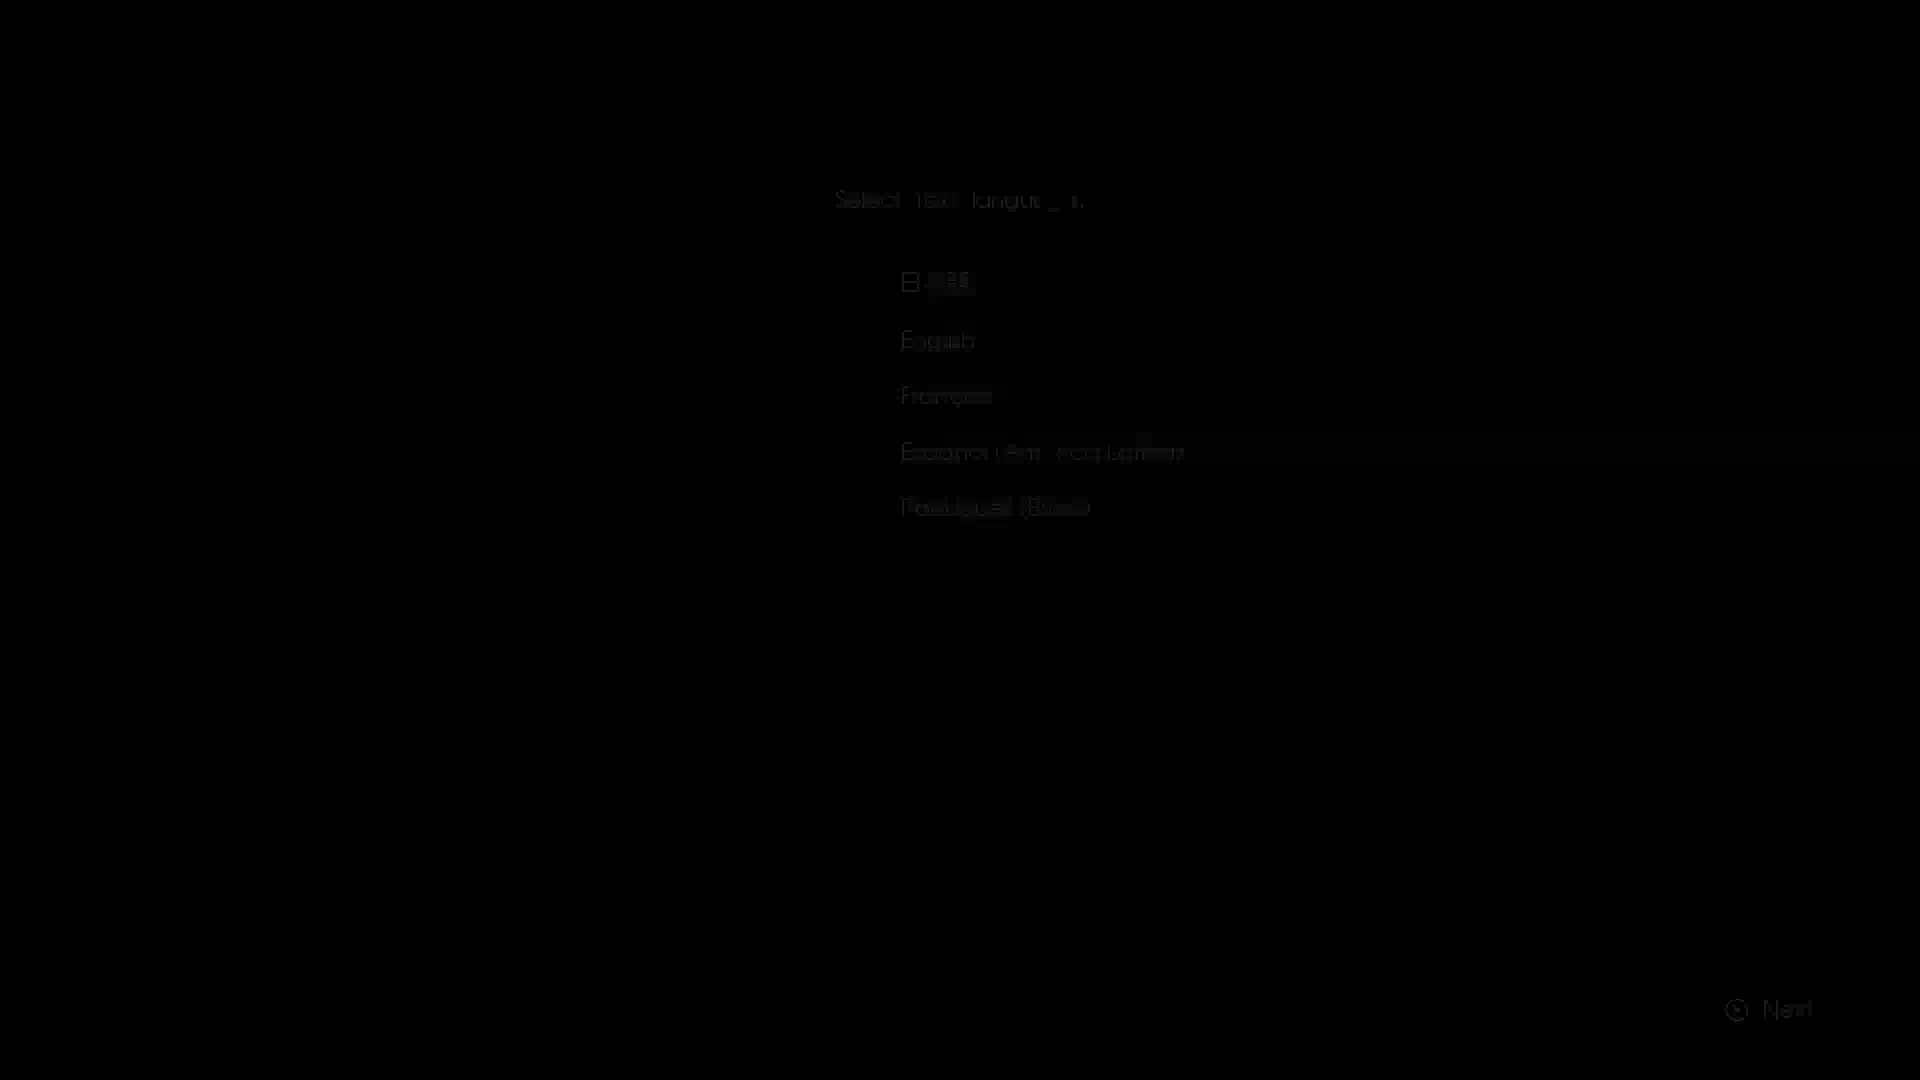 Select text language.
日本語
English
Français
Español (América Latina)
Português (Brasil)
Next